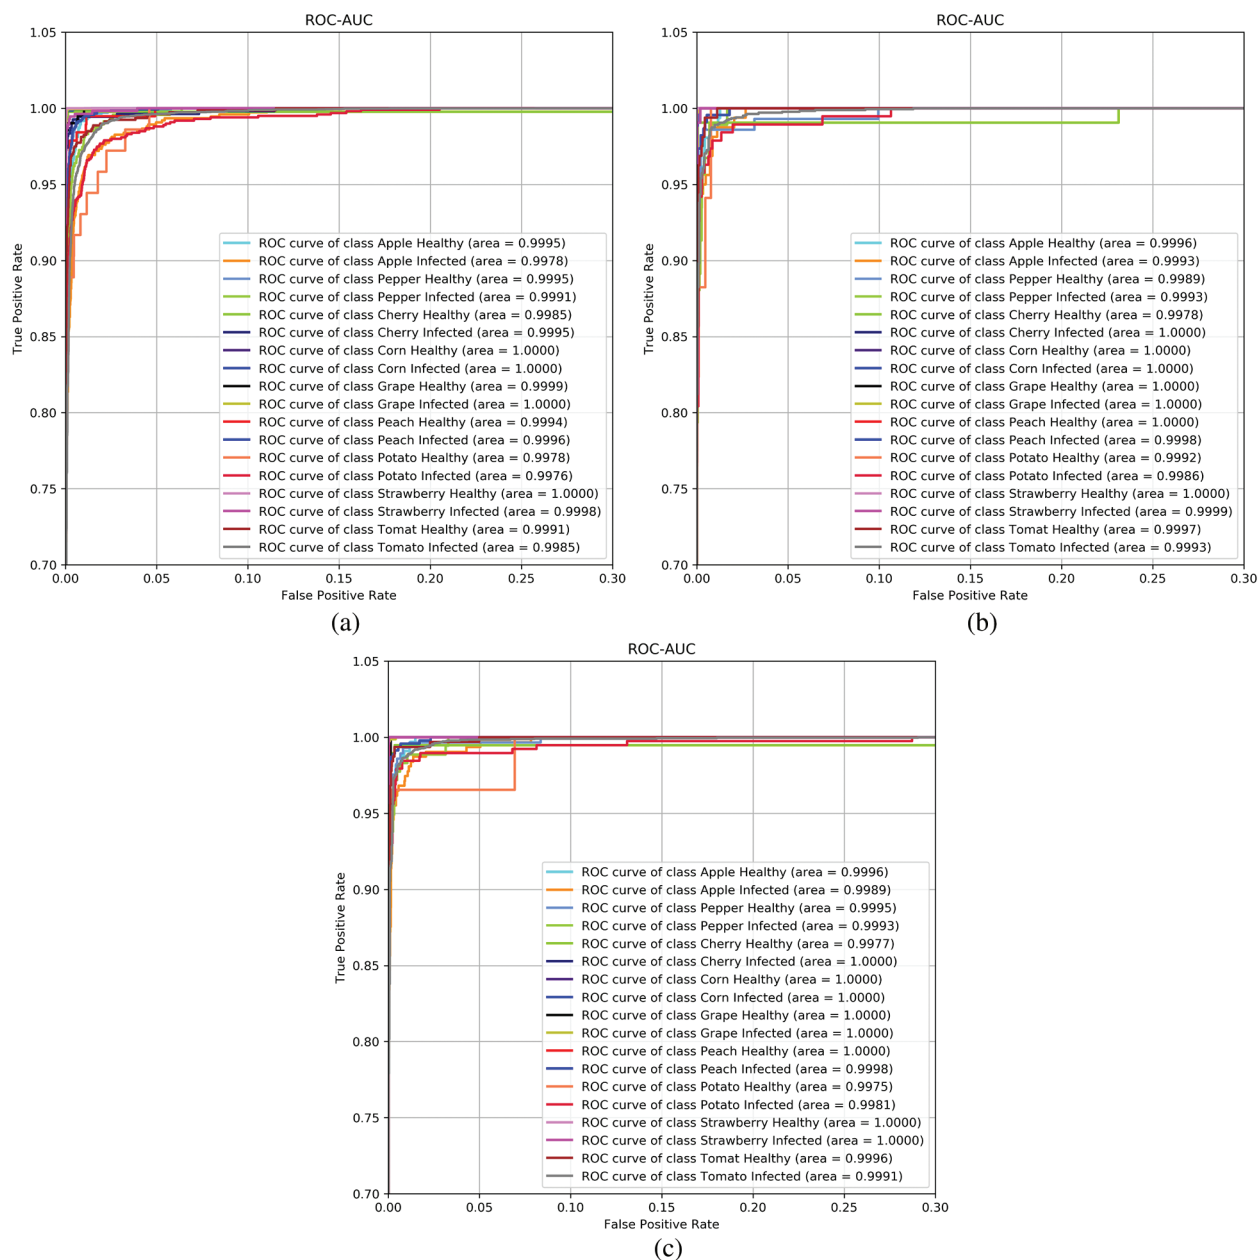 ROC-AUC
1.05
1.00
0.95
0.90
0.85
0.80
0.75
0.70
True Positive Rate
ROC curve of class Apple Healthy (area = 0.9995)
ROC curve of class Apple Infected (area = 0.9978)
ROC curve of class Pepper Healthy (area = 0.9995)
ROC curve of class Pepper Infected (area = 0.9991)
ROC curve of class Cherry Healthy (area = 0.9985)
ROC curve of class Cherry Infected (area = 0.9995)
ROC curve of class Corn Healthy (area = 1.0000)
ROC curve of class Corn Infected (area = 1.0000)
ROC curve of class Grape Healthy (area = 0.9999)
ROC curve of class Grape Infected (area = 1.0000)
ROC curve of class Peach Healthy (area = 0.9994)
ROC curve of class Peach Infected (area = 0.9996)
ROC curve of class Potato Healthy (area = 0.9978)
ROC curve of class Potato Infected (area = 0.9976)
ROC curve of class Strawberry Healthy (area = 1.0000)
ROC curve of class Strawberry Infected (area = 0.9998)
ROC curve of class Tomat Healthy (area = 0.9991)
ROC curve of class Tomato Infected (area = 0.9985)
0.00 0.05 0.10 0.15 0.20 0.25 0.30
False Positive Rate
(a)
ROC-AUC
1.05
1.00
0.95
0.90
0.85
0.80
0.75
0.70
True Positive Rate
ROC curve of class Apple Healthy (area = 0.9996)
ROC curve of class Apple Infected (area = 0.9993)
ROC curve of class Pepper Healthy (area = 0.9989)
ROC curve of class Pepper Infected (area = 0.9993)
ROC curve of class Cherry Healthy (area = 0.9978)
ROC curve of class Cherry Infected (area = 1.0000)
ROC curve of class Corn Healthy (area = 1.0000)
ROC curve of class Corn Infected (area = 1.0000)
ROC curve of class Grape Healthy (area = 1.0000)
ROC curve of class Grape Infected (area = 1.0000)
ROC curve of class Peach Healthy (area = 1.0000)
ROC curve of class Peach Infected (area = 0.9998)
ROC curve of class Potato Healthy (area = 0.9992)
ROC curve of class Potato Infected (area = 0.9986)
ROC curve of class Strawberry Healthy (area = 1.0000)
ROC curve of class Strawberry Infected (area = 0.9999)
ROC curve of class Tomat Healthy (area = 0.9997)
ROC curve of class Tomato Infected (area = 0.9993)
0.00 0.05 0.10 0.15 0.20 0.25 0.30
False Positive Rate
(b)
ROC-AUC
1.05
1.00
0.95
0.90
0.85
0.80
0.75
0.70
True Positive Rate
ROC curve of class Apple Healthy (area = 0.9996)
ROC curve of class Apple Infected (area = 0.9989)
ROC curve of class Pepper Healthy (area = 0.9995)
ROC curve of class Pepper Infected (area = 0.9993)
ROC curve of class Cherry Healthy (area = 0.9977)
ROC curve of class Cherry Infected (area = 1.0000)
ROC curve of class Corn Healthy (area = 1.0000)
ROC curve of class Corn Infected (area = 1.0000)
ROC curve of class Grape Healthy (area = 1.0000)
ROC curve of class Grape Infected (area = 1.0000)
ROC curve of class Peach Healthy (area = 1.0000)
ROC curve of class Peach Infected (area = 0.9998)
ROC curve of class Potato Healthy (area = 0.9975)
ROC curve of class Potato Infected (area = 0.9981)
ROC curve of class Strawberry Healthy (area = 1.0000)
ROC curve of class Strawberry Infected (area = 1.0000)
ROC curve of class Tomat Healthy (area = 0.9996)
ROC curve of class Tomato Infected (area = 0.9991)
0.00 0.05 0.10 0.15 0.20 0.25 0.30
False Positive Rate
(c)